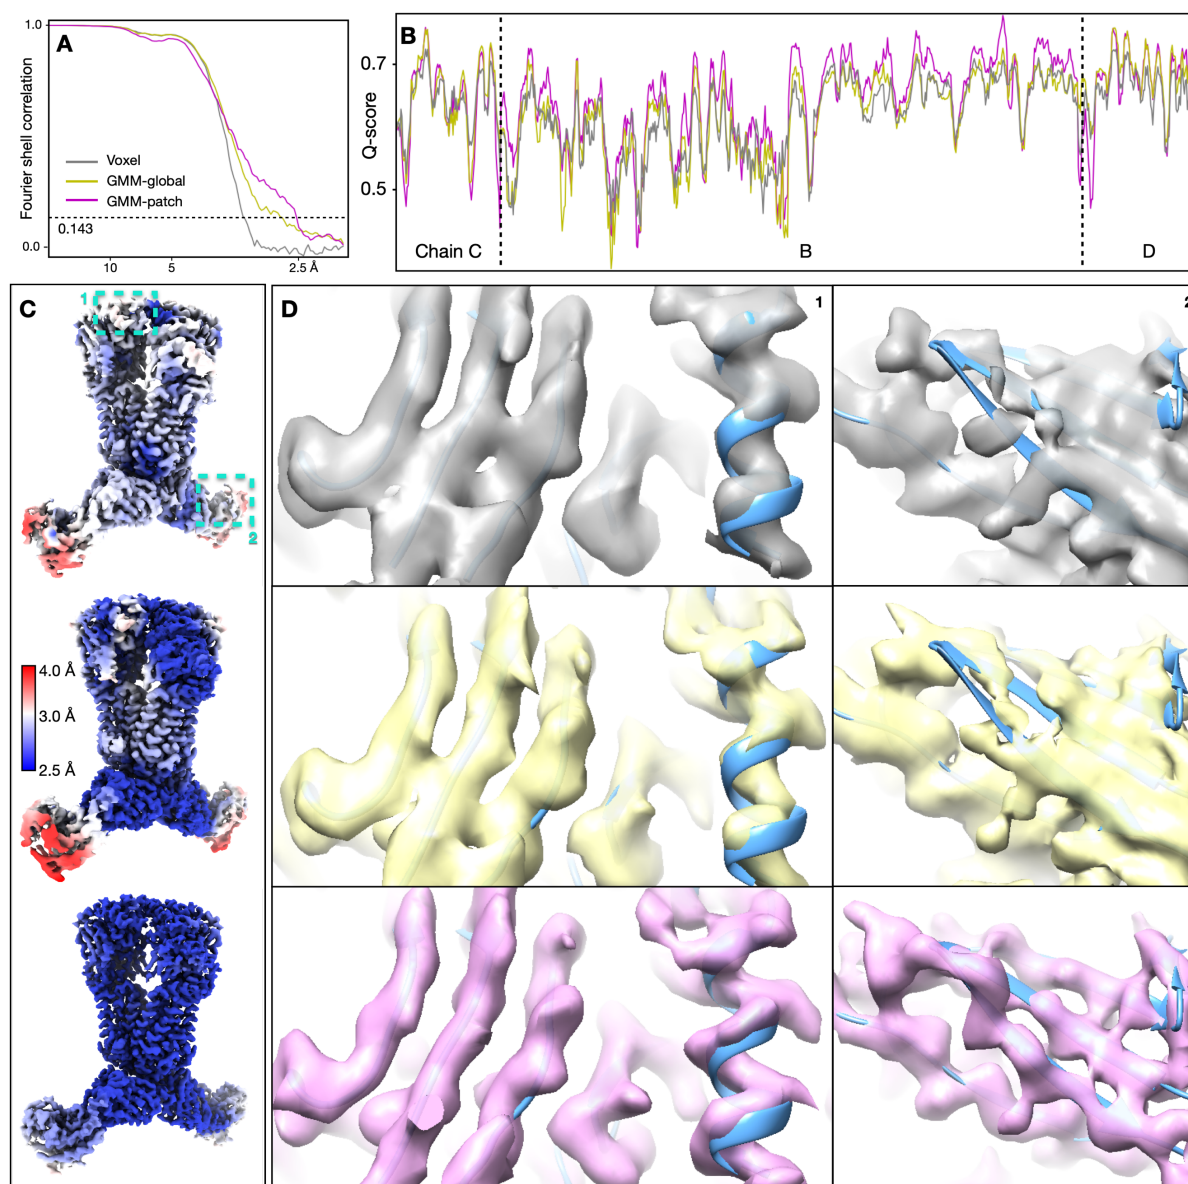 A
Fourier shell correlation
1.0
Voxel
GMM-global
GMM-patch
0.143
0.0
10
5
2.5 Å
B
Q-score
0.7
0.5
Chain C
B
D
C
1
2
4.0 Å
3.0 Å
2.5 Å
D
1
2